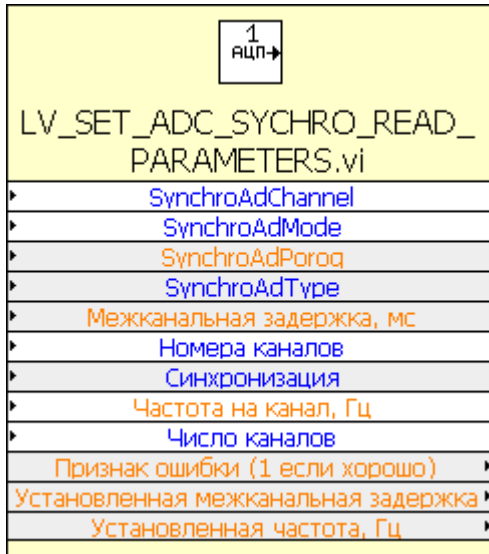 1
АЦП→
LV_SET_ADC_SYCHRO_READ_
PARAMETERS.vi
SynchroAdChannel
SynchroAdMode
SynchroAdPorog
SynchroAdType
Межканальная задержка, мс
Номера каналов
Синхронизация
Частота на канал, Гц
Число каналов
Признак ошибки (1 если хорошо)
Установленная межканальная задержка
Установленная частота, Гц